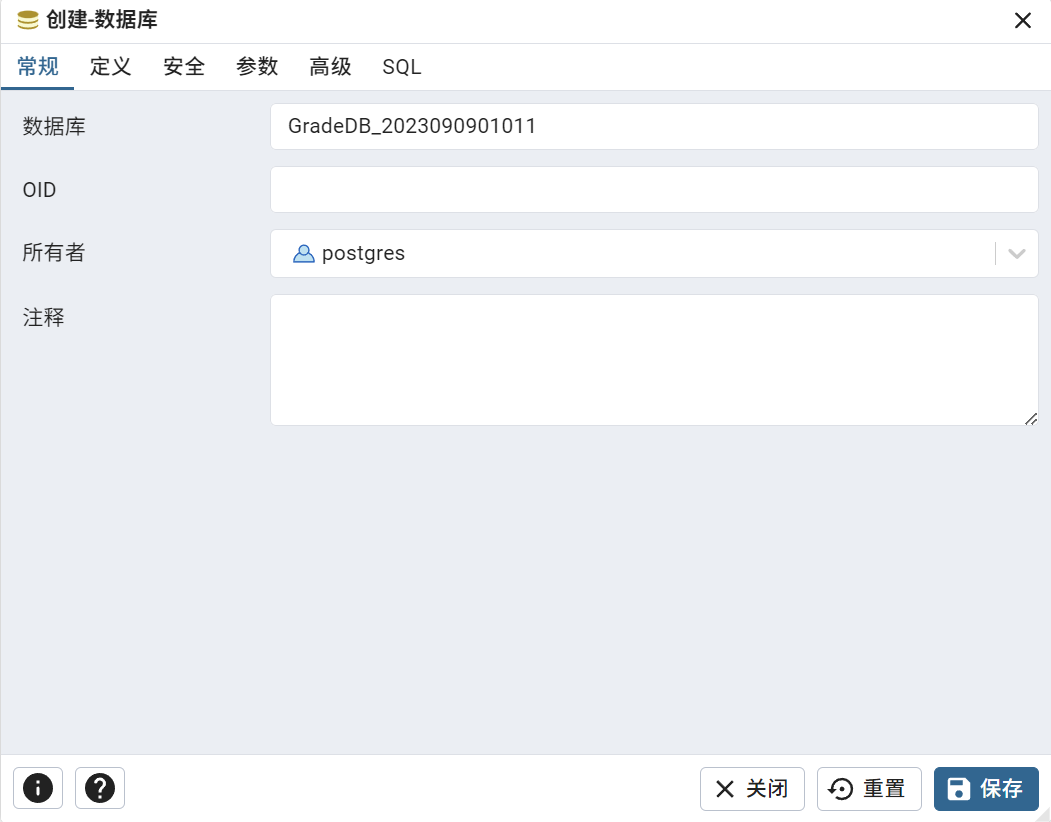 创建-数据库
常规 定义 安全 参数 高级 SQL
数据库 GradeDB_2023090901011
OID
所有者 postgres
注释
关闭 重置 保存